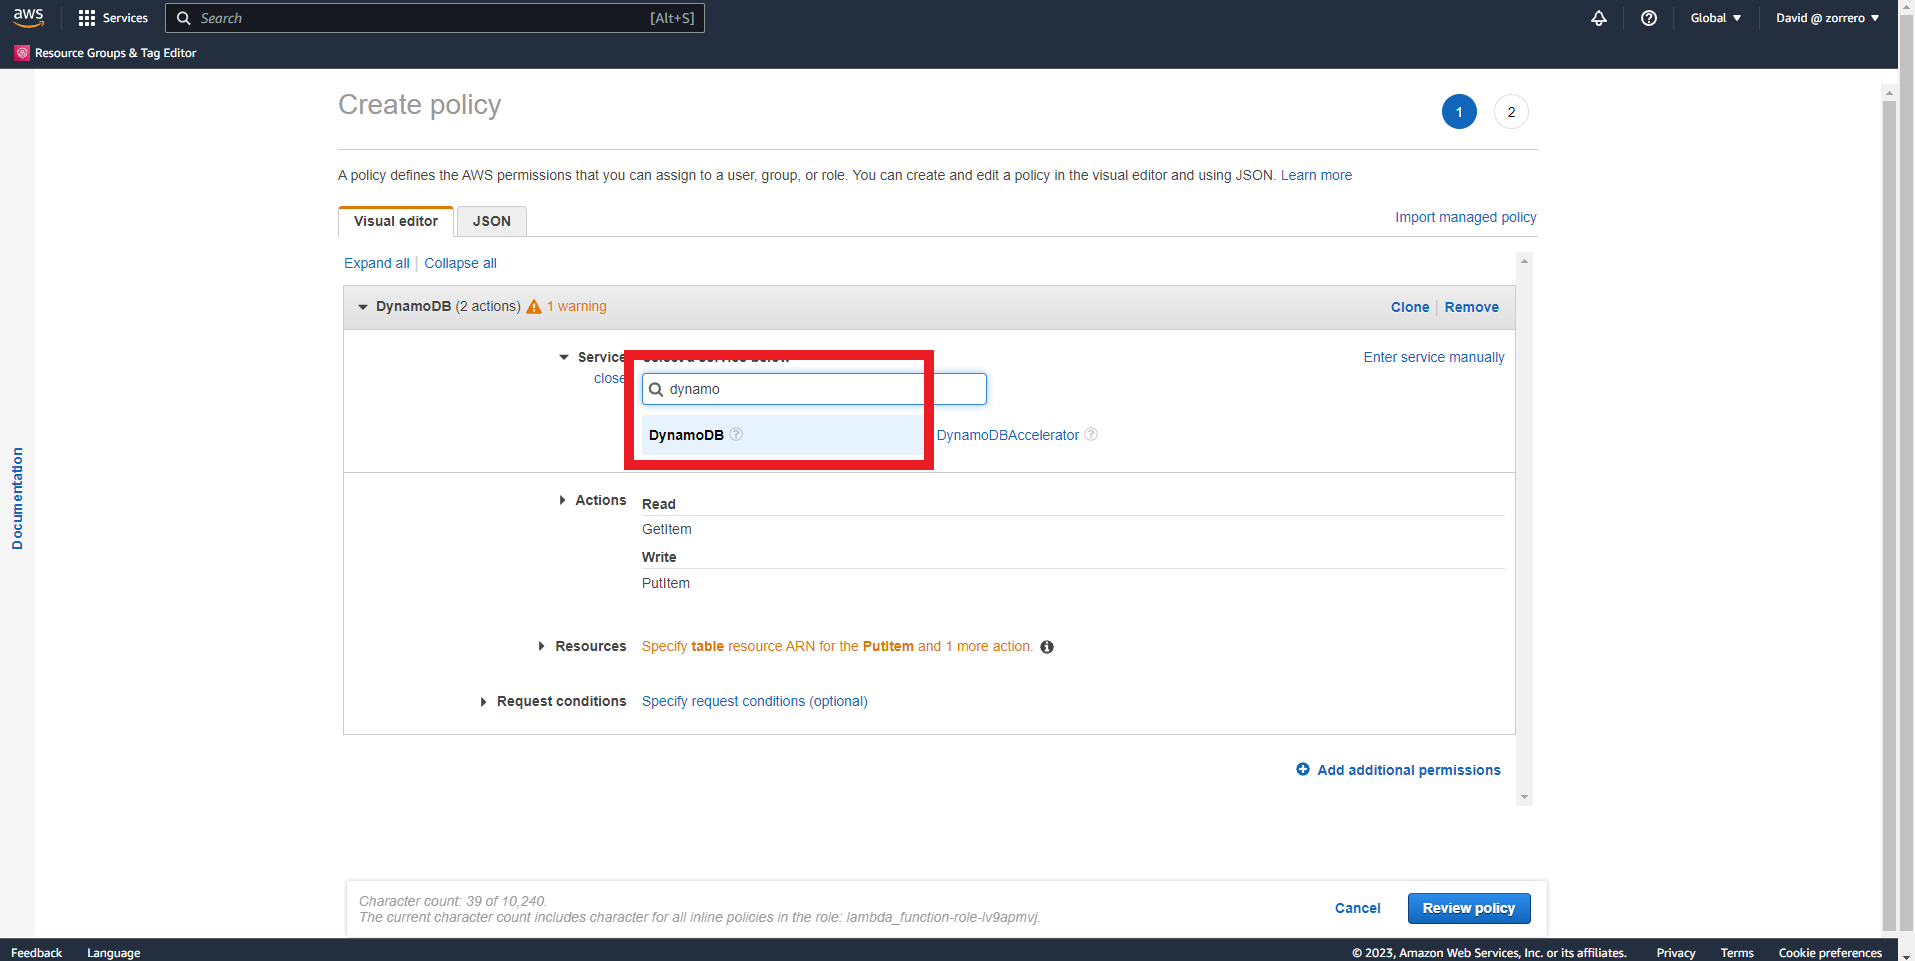 aws
Services
Search
[Alt+S]
Global
David @ zorrero
Resource Groups & Tag Editor
Create policy
1
2
A policy defines the AWS permissions that you can assign to a user, group, or role. You can create and edit a policy in the visual editor and using JSON. Learn more
Visual editor
JSON
Import managed policy
Expand all
Collapse all
DynamoDB (2 actions)
1 warning
Clone
Remove
Service
Select a service below
Enter service manually
close
dynamo
DynamoDB
DynamoDBAccelerator
Documentation
Actions
Read
GetItem
Write
PutItem
Resources
Specify table resource ARN for the PutItem and 1 more action.
Request conditions
Specify request conditions (optional)
Add additional permissions
Character count: 39 of 10,240.
The current character count includes character for all inline policies in the role: lambda_function-role-lv9apmvj.
Cancel
Review policy
Feedback
Language
© 2023, Amazon Web Services, Inc. or its affiliates.
Privacy
Terms
Cookie preferences